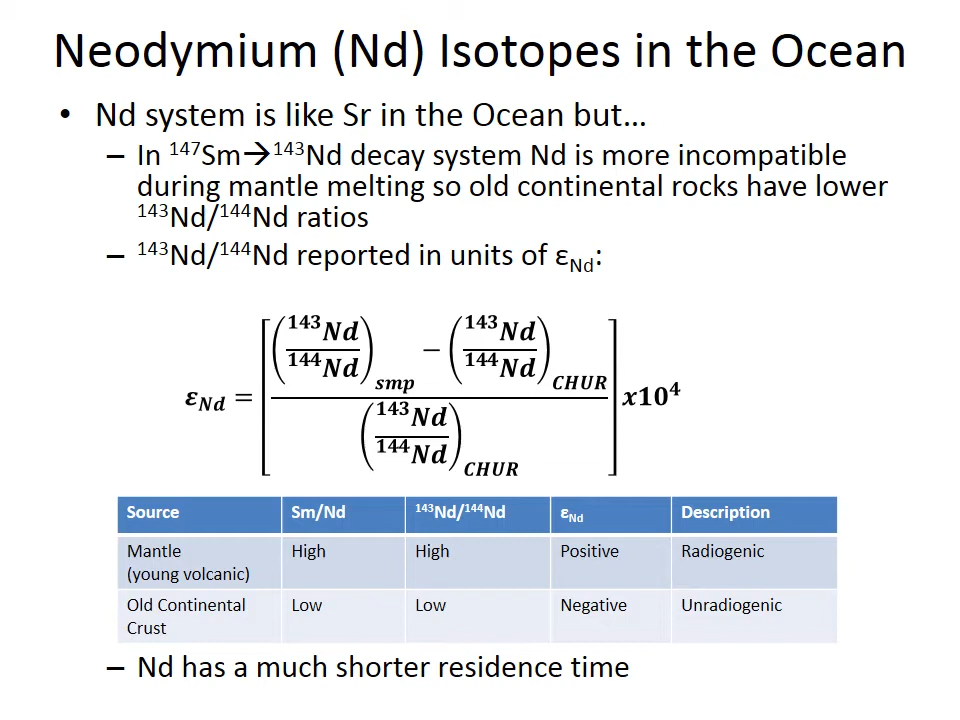 Neodymium (Nd) Isotopes in the Ocean
• Nd system is like Sr in the Ocean but…
– In ¹⁴⁷Sm→¹⁴³Nd decay system Nd is more incompatible
during mantle melting so old continental rocks have lower
¹⁴³Nd/¹⁴⁴Nd ratios
– ¹⁴³Nd/¹⁴⁴Nd reported in units of ε_Nd:
ε_Nd = [((¹⁴³Nd/¹⁴⁴Nd)_smp − (¹⁴³Nd/¹⁴⁴Nd)_CHUR) / (¹⁴³Nd/¹⁴⁴Nd)_CHUR] x10⁴
Source Sm/Nd ¹⁴³Nd/¹⁴⁴Nd ε_Nd Description
Mantle High High Positive Radiogenic
(young volcanic)
Old Continental Low Low Negative Unradiogenic
Crust
– Nd has a much shorter residence time